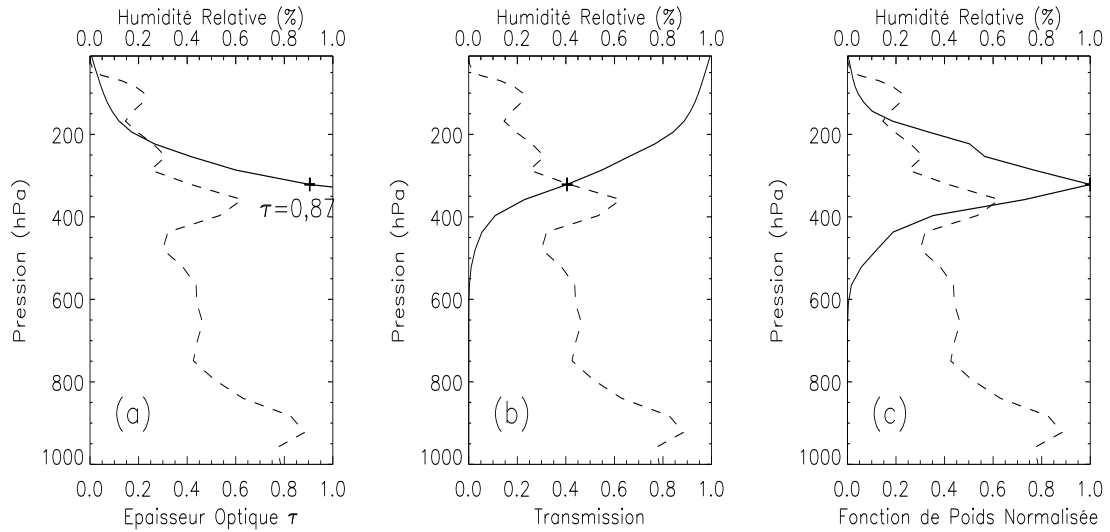 Humidité Relative (%)
0.0 0.2 0.4 0.6 0.8 1.0
200
400
600
800
1000
Pression (hPa)
τ=0,87
(a)
0.0 0.2 0.4 0.6 0.8 1.0
Epaisseur Optique τ
Humidité Relative (%)
0.0 0.2 0.4 0.6 0.8 1.0
200
400
600
800
1000
Pression (hPa)
(b)
0.0 0.2 0.4 0.6 0.8 1.0
Transmission
Humidité Relative (%)
0.0 0.2 0.4 0.6 0.8 1.0
200
400
600
800
1000
Pression (hPa)
(c)
0.0 0.2 0.4 0.6 0.8 1.0
Fonction de Poids Normalisée